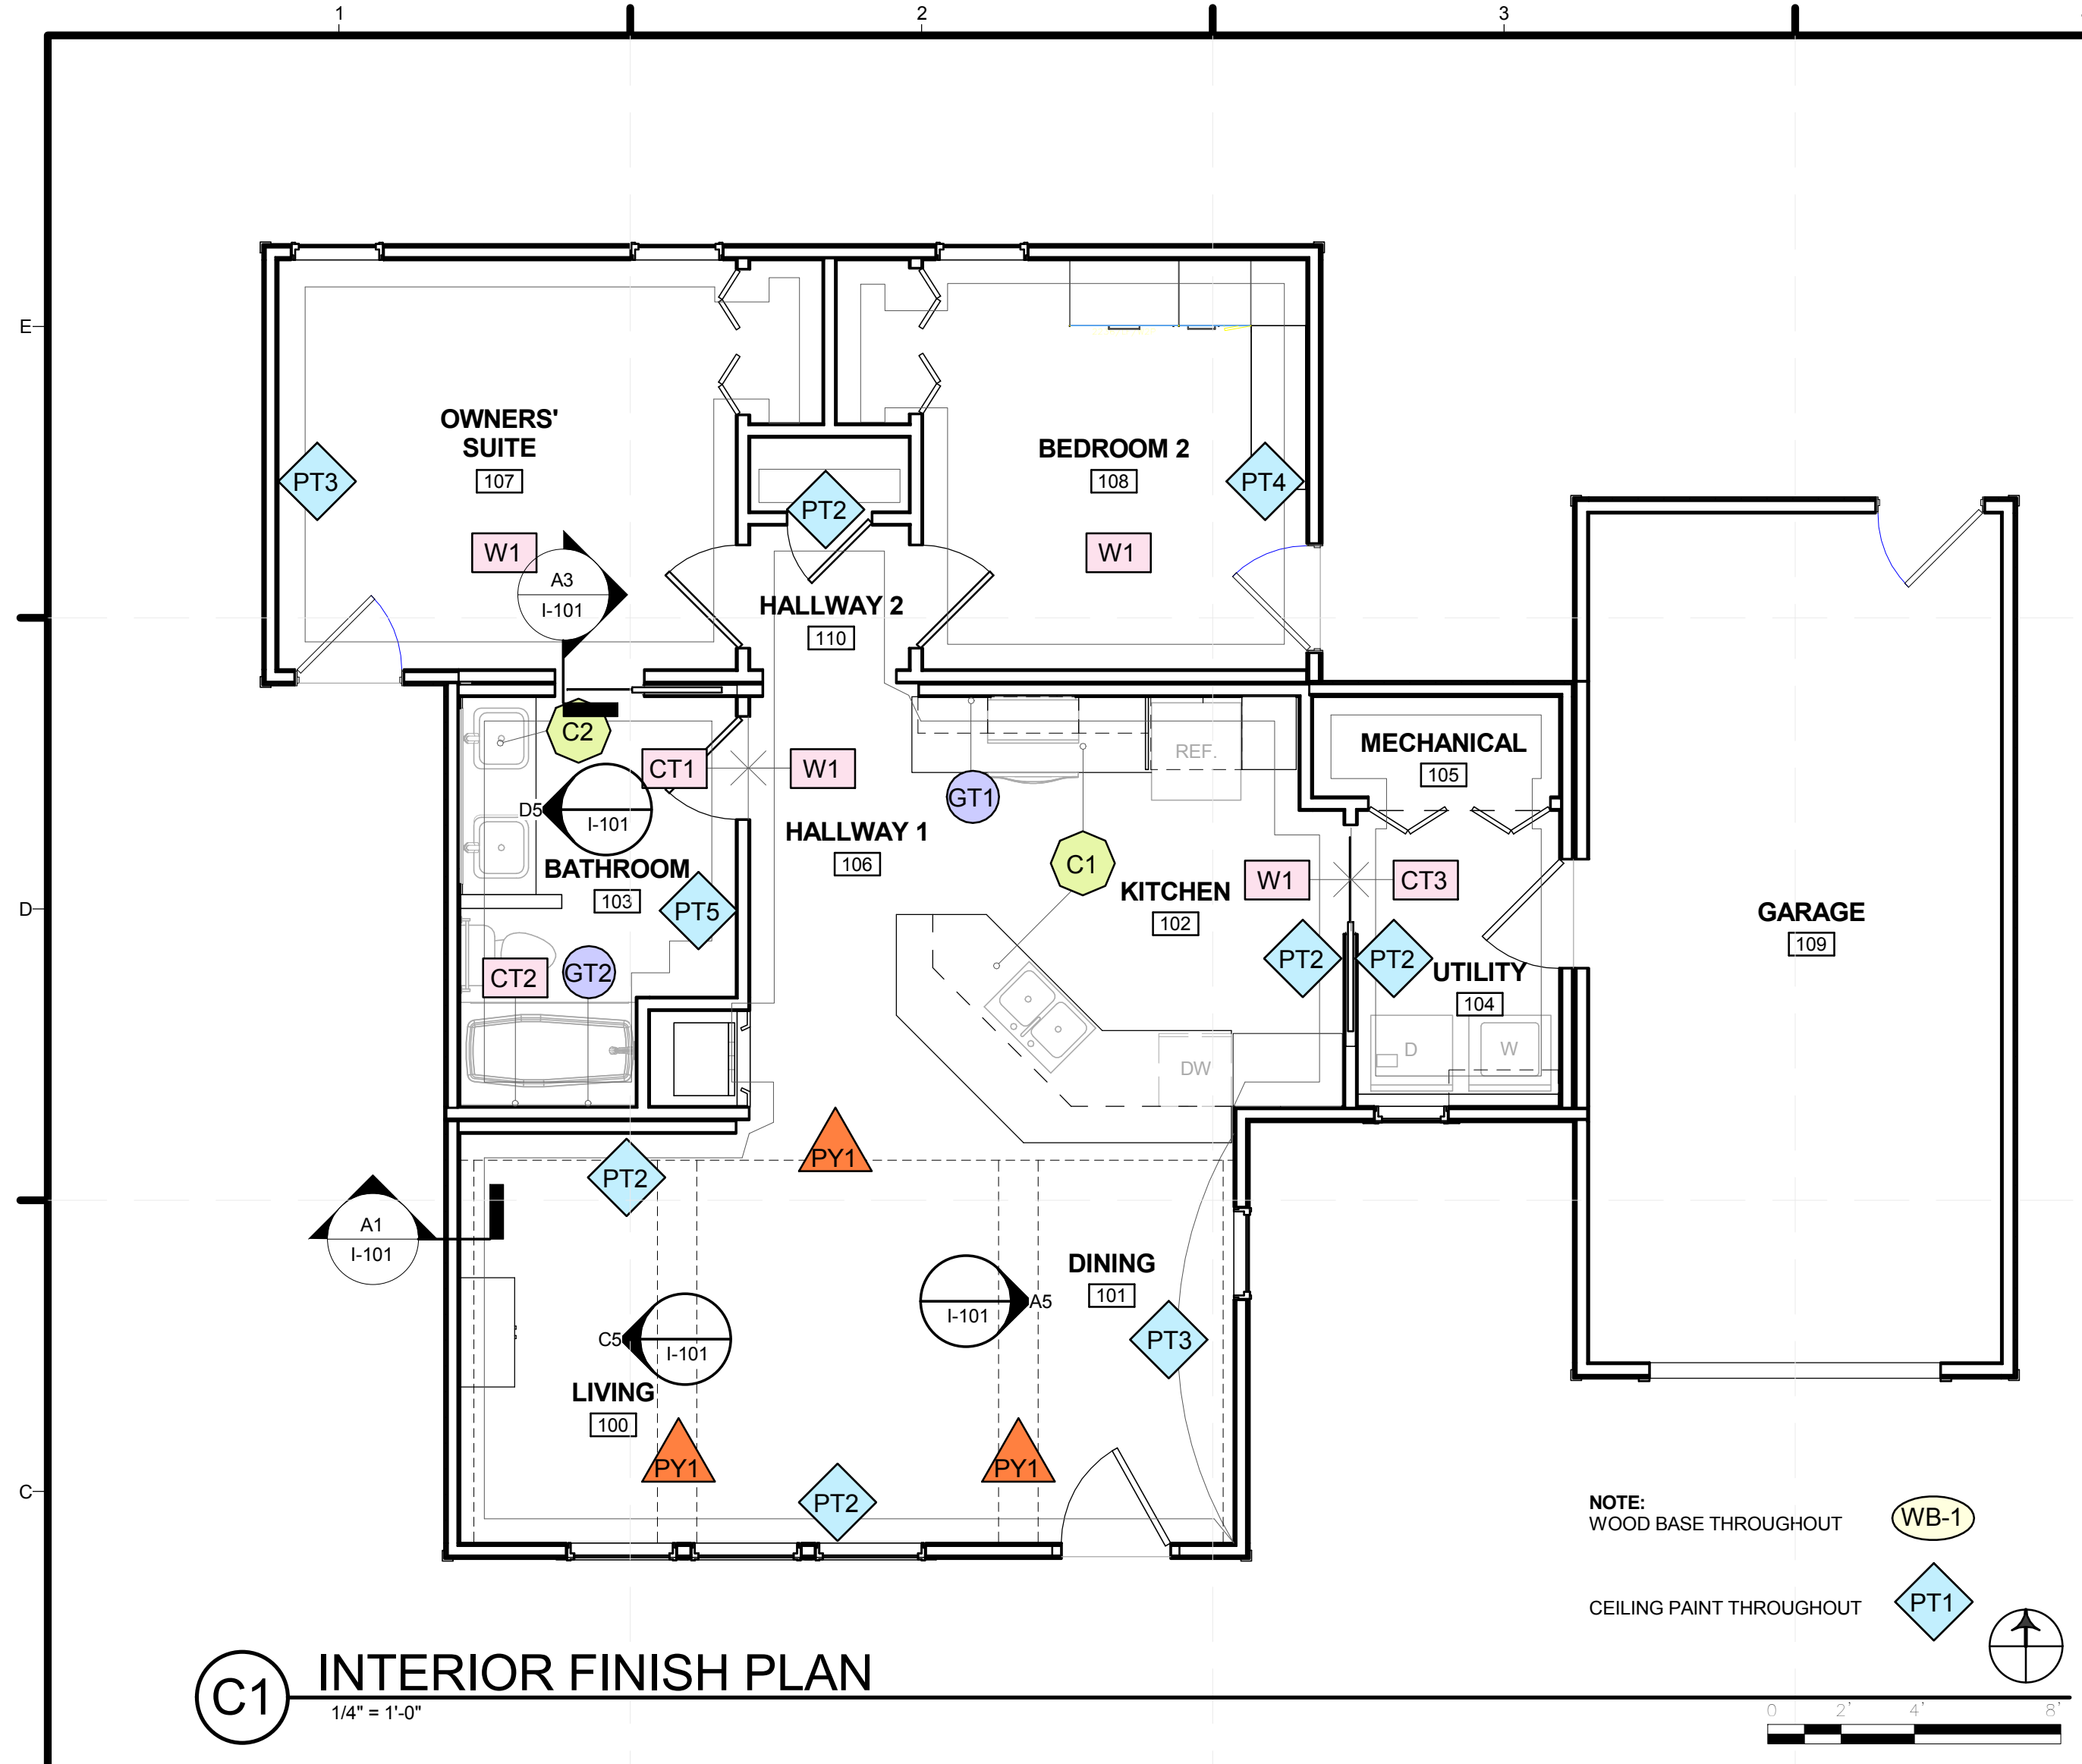 1
2
3
E
OWNERS'
SUITE
107
BEDROOM 2
108
PT3
PT2
PT4
W1
W1
A3
I-101
HALLWAY 2
110
C2
CT1
W1
REF.
MECHANICAL
105
GT1
D5
I-101
HALLWAY 1
106
C1
BATHROOM
103
KITCHEN
102
W1
CT3
D
PT5
GARAGE
109
PT2
PT2
UTILITY
104
CT2
GT2
DW
D
W
PY1
PT2
A1
I-101
DINING
101
I-101
A5
C5
I-101
PT3
LIVING
100
PY1
PY1
C
PT2
NOTE:
WOOD BASE THROUGHOUT
WB-1
CEILING PAINT THROUGHOUT
PT1
C1
INTERIOR FINISH PLAN
1/4" = 1'-0"
0 2' 4' 8'